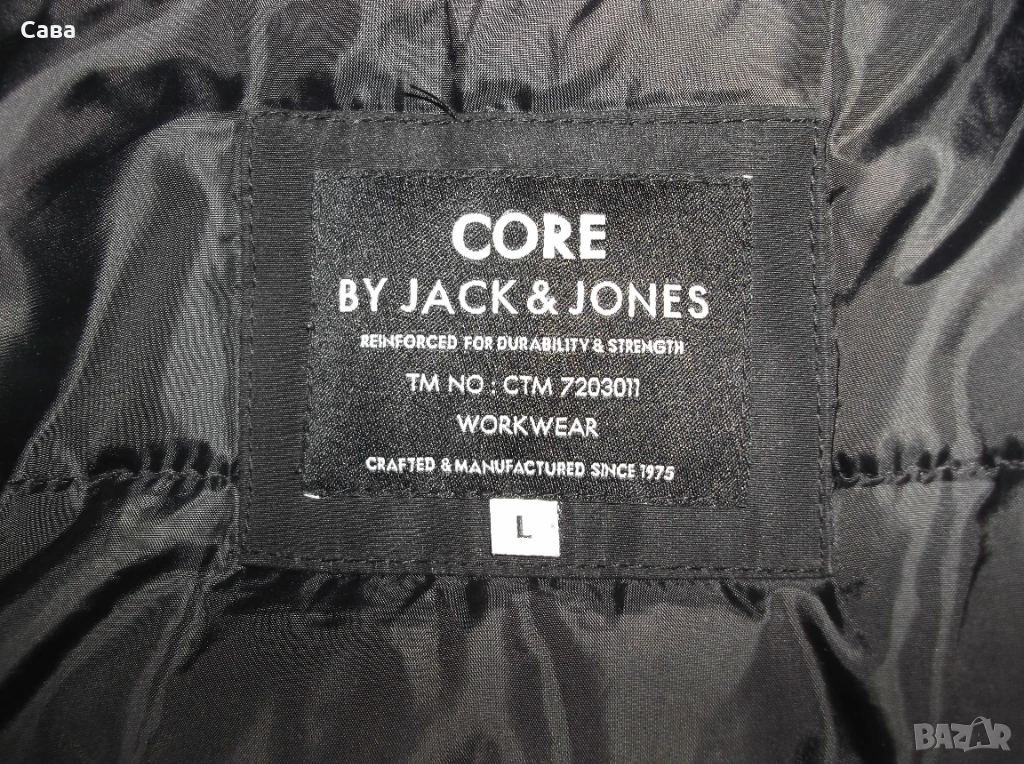 Сава
CORE
BY JACK & JONES
REINFORCED FOR DURABILITY & STRENGTH
TM NO : CTM 7203011
WORKWEAR
CRAFTED & MANUFACTURED SINCE 1975
L
BAZAR